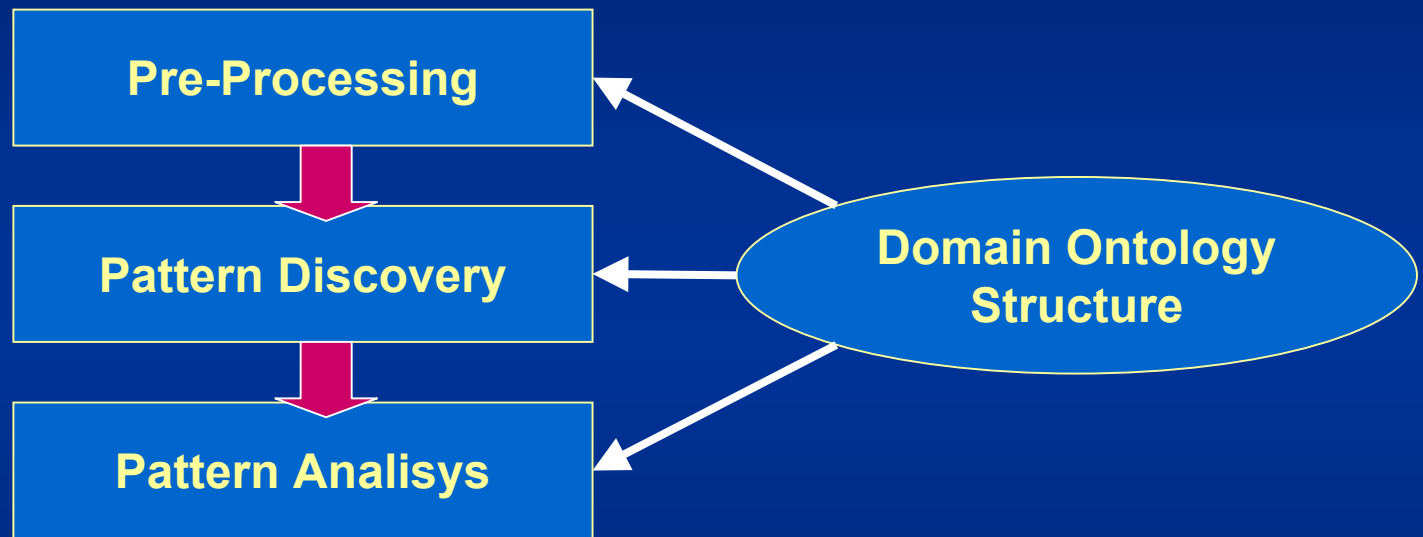 Pre-Processing
Pattern Discovery
Domain Ontology
Structure
Pattern Analisys